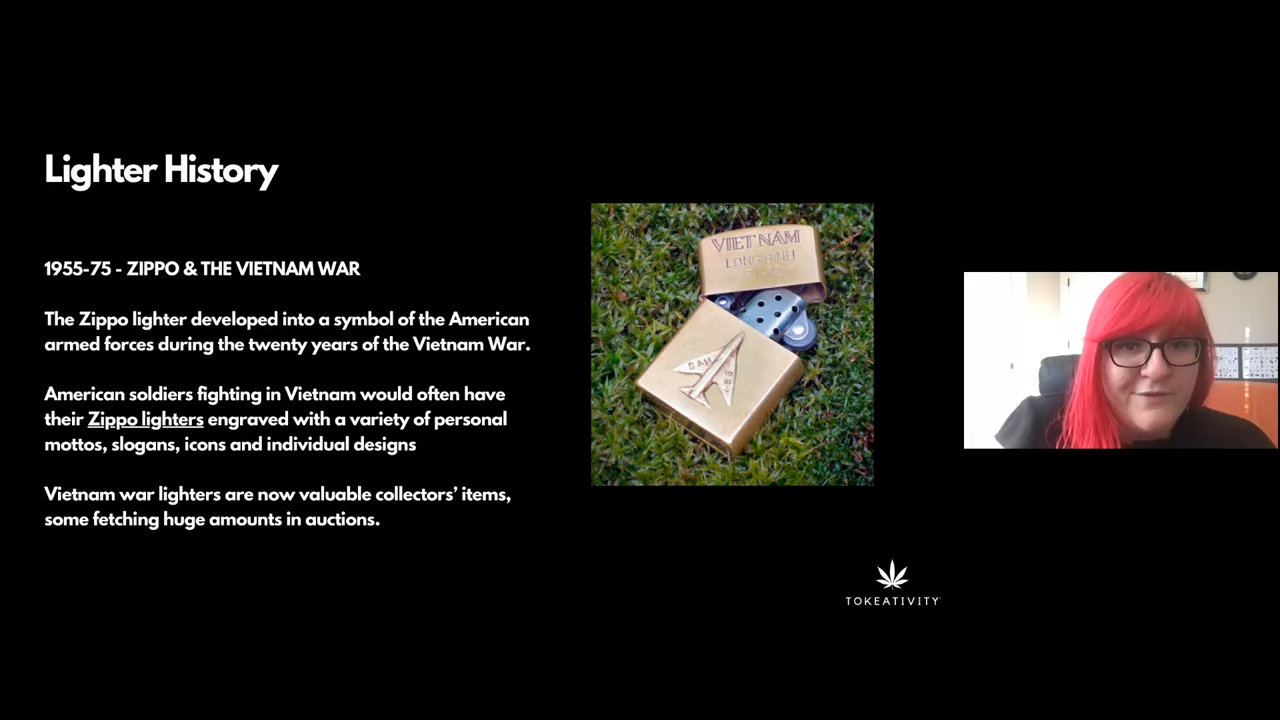 Lighter History
1955-75 - ZIPPO & THE VIETNAM WAR
The Zippo lighter developed into a symbol of the American
armed forces during the twenty years of the Vietnam War.
American soldiers fighting in Vietnam would often have
their Zippo lighters engraved with a variety of personal
mottos, slogans, icons and individual designs
Vietnam war lighters are now valuable collectors’ items,
some fetching huge amounts in auctions.
VIETNAM
LONG BINH
TOKEATIVITY